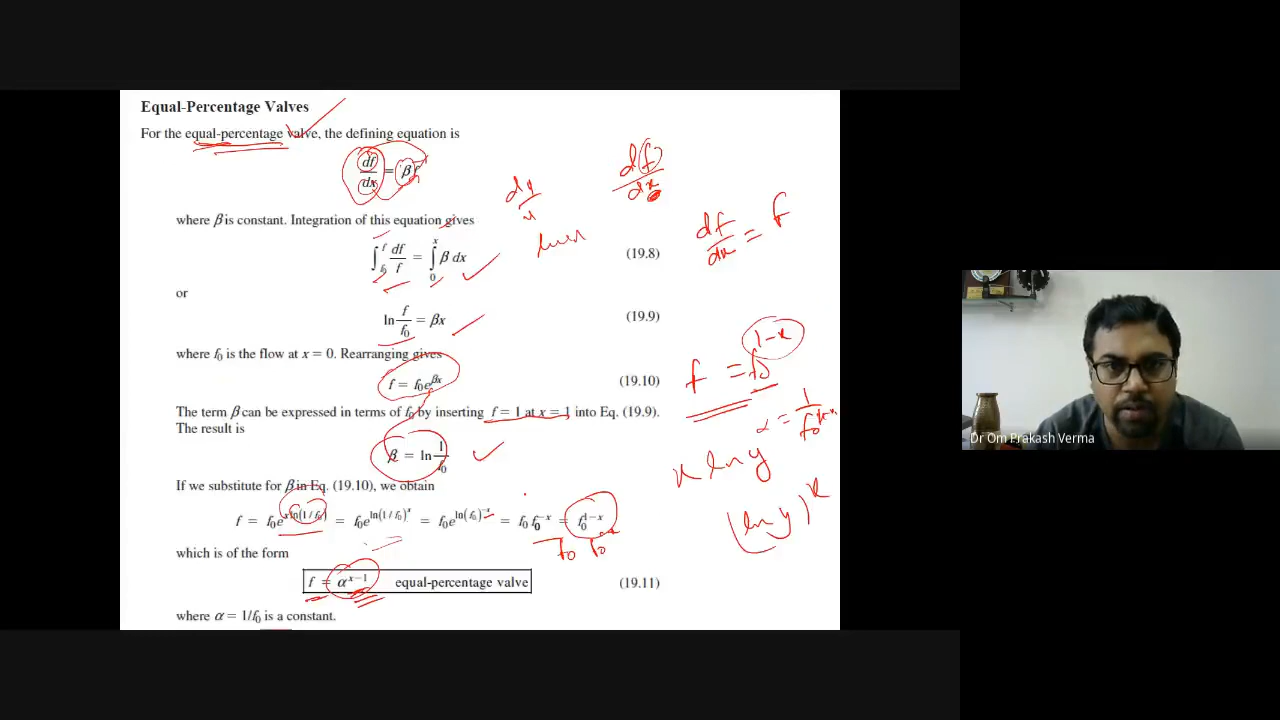 Equal-Percentage Valves
For the equal-percentage valve, the defining equation is
df/dx = βf
where β is constant. Integration of this equation gives
∫_{f₀}^{f} df/f = ∫_{0}^{x} β dx (19.8)
or
ln f/f₀ = βx (19.9)
where f₀ is the flow at x = 0. Rearranging gives
f = f₀e^{βx} (19.10)
The term β can be expressed in terms of f₀ by inserting f = 1 at x = 1 into Eq. (19.9).
The result is
β = ln 1/f₀
If we substitute for β in Eq. (19.10), we obtain
f = f₀e^{x ln(1/f₀)} = f₀e^{ln(1/f₀)^x} = f₀e^{ln(f₀)^{-x}} = f₀ f₀^{-x} = f₀^{1-x}
which is of the form
f = α^{x-1} equal-percentage valve (19.11)
where α = 1/f₀ is a constant.
d(f)/dx
df/dx = f
f = f₀^{1-x}
x ln y
(ln y)^x
Dr Om Prakash Verma